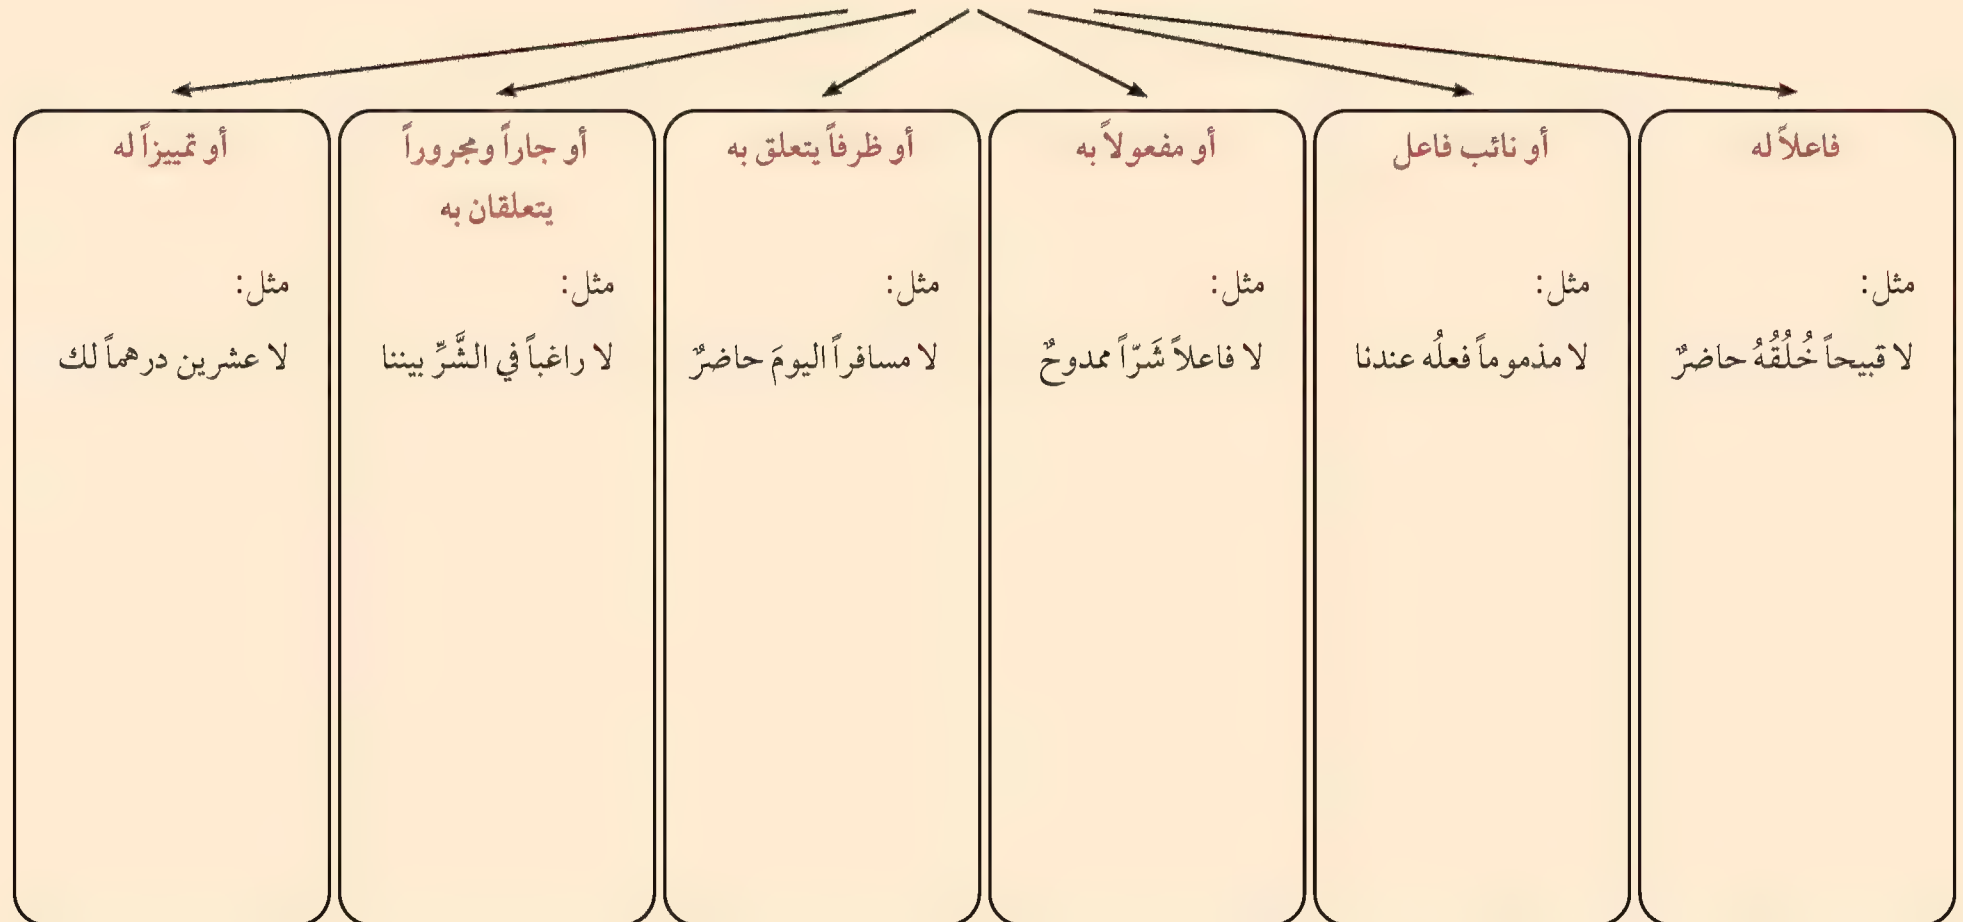 فاعلاً له
مثل:
لا قبيحاً خُلُقُهُ حاضرٌ
أو نائب فاعل
مثل:
لا مذموماً فعلُه عندنا
أو مفعولاً به
مثل:
لا فاعلاً شَرّاً ممدوحٌ
أو ظرفاً يتعلق به
مثل:
لا مسافراً اليومَ حاضرٌ
أو جاراً ومجروراً
يتعلقان به
مثل:
لا راغباً في الشَّرِّ بيننا
أو تمييزاً له
مثل:
لا عشرين درهماً لك